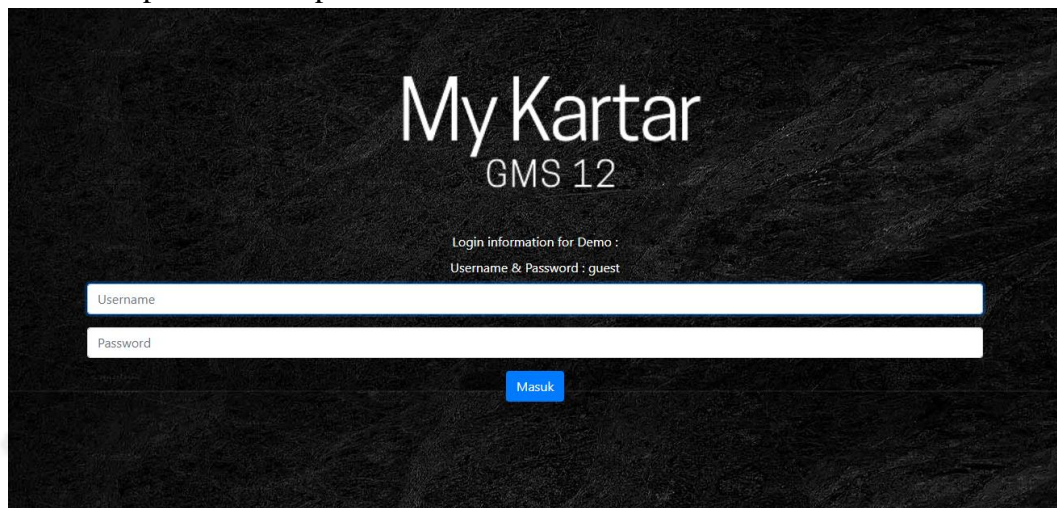 My Kartar
GMS 12
Login information for Demo :
Username & Password : guest
Username
Password
Masuk